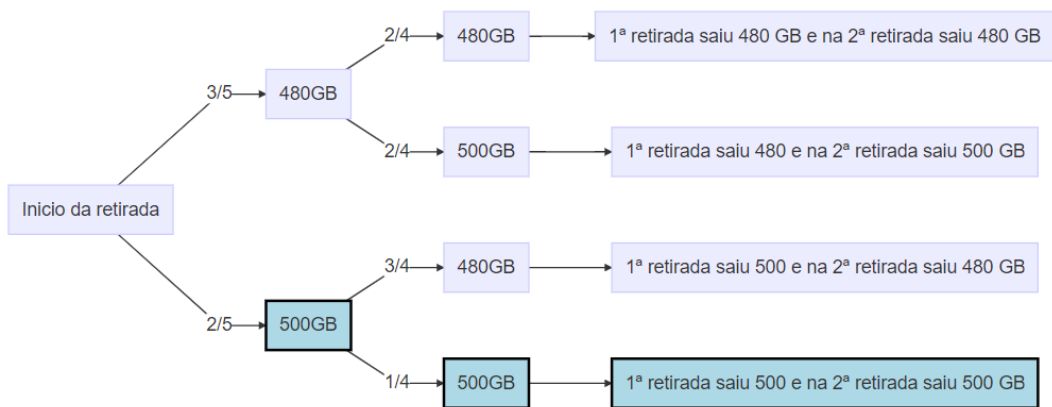 2/4
480GB
1ª retirada saiu 480 GB e na 2ª retirada saiu 480 GB
3/5
480GB
2/4
500GB
1ª retirada saiu 480 e na 2ª retirada saiu 500 GB
Inicio da retirada
3/4
480GB
1ª retirada saiu 500 e na 2ª retirada saiu 480 GB
2/5
500GB
1/4
500GB
1ª retirada saiu 500 e na 2ª retirada saiu 500 GB